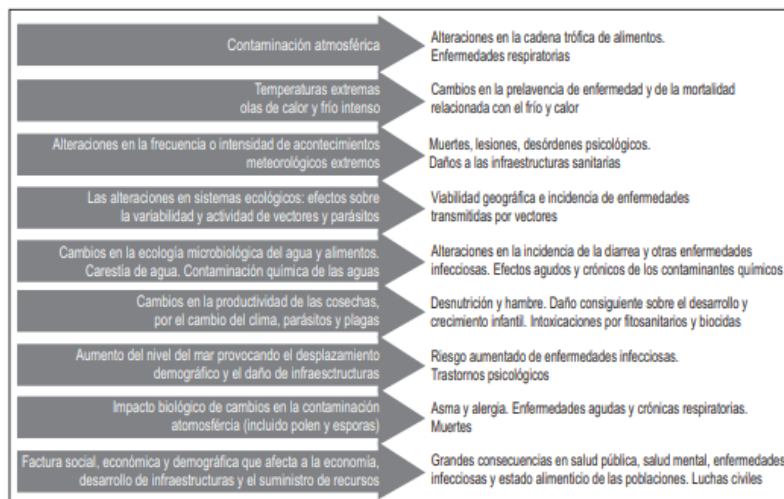 Contaminación atmosférica
Alteraciones en la cadena trófica de alimentos.
Enfermedades respiratorias
Temperaturas extremas
olas de calor y frío intenso
Cambios en la prelavencia de enfermedad y de la mortalidad
relacionada con el frío y calor
Alteraciones en la frecuencia o intensidad de acontecimientos
meteorológicos extremos
Muertes, lesiones, desórdenes psicológicos.
Daños a las infraestructuras sanitarias
Las alteraciones en sistemas ecológicos: efectos sobre
la variabilidad y actividad de vectores y parásitos
Viabilidad geográfica e incidencia de enfermedades
transmitidas por vectores
Cambios en la ecología microbiológica del agua y alimentos.
Carestía de agua. Contaminación química de las aguas
Alteraciones en la incidencia de la diarrea y otras enfermedades
infecciosas. Efectos agudos y crónicos de los contaminantes químicos
Cambios en la productividad de las cosechas,
por el cambio del clima, parásitos y plagas
Desnutrición y hambre. Daño consiguiente sobre el desarrollo y
crecimiento infantil. Intoxicaciones por fitosanitarios y biocidas
Aumento del nivel del mar provocando el desplazamiento
demográfico y el daño de infraesctructuras
Riesgo aumentado de enfermedades infecciosas.
Trastornos psicológicos
Impacto biológico de cambios en la contaminación
atomosfércia (incluido polen y esporas)
Asma y alergia. Enfermedades agudas y crónicas respiratorias.
Muertes
Factura social, económica y demográfica que afecta a la economía,
desarrollo de infraestructuras y el suministro de recursos
Grandes consecuencias en salud pública, salud mental, enfermedades
infecciosas y estado alimenticio de las poblaciones. Luchas civiles